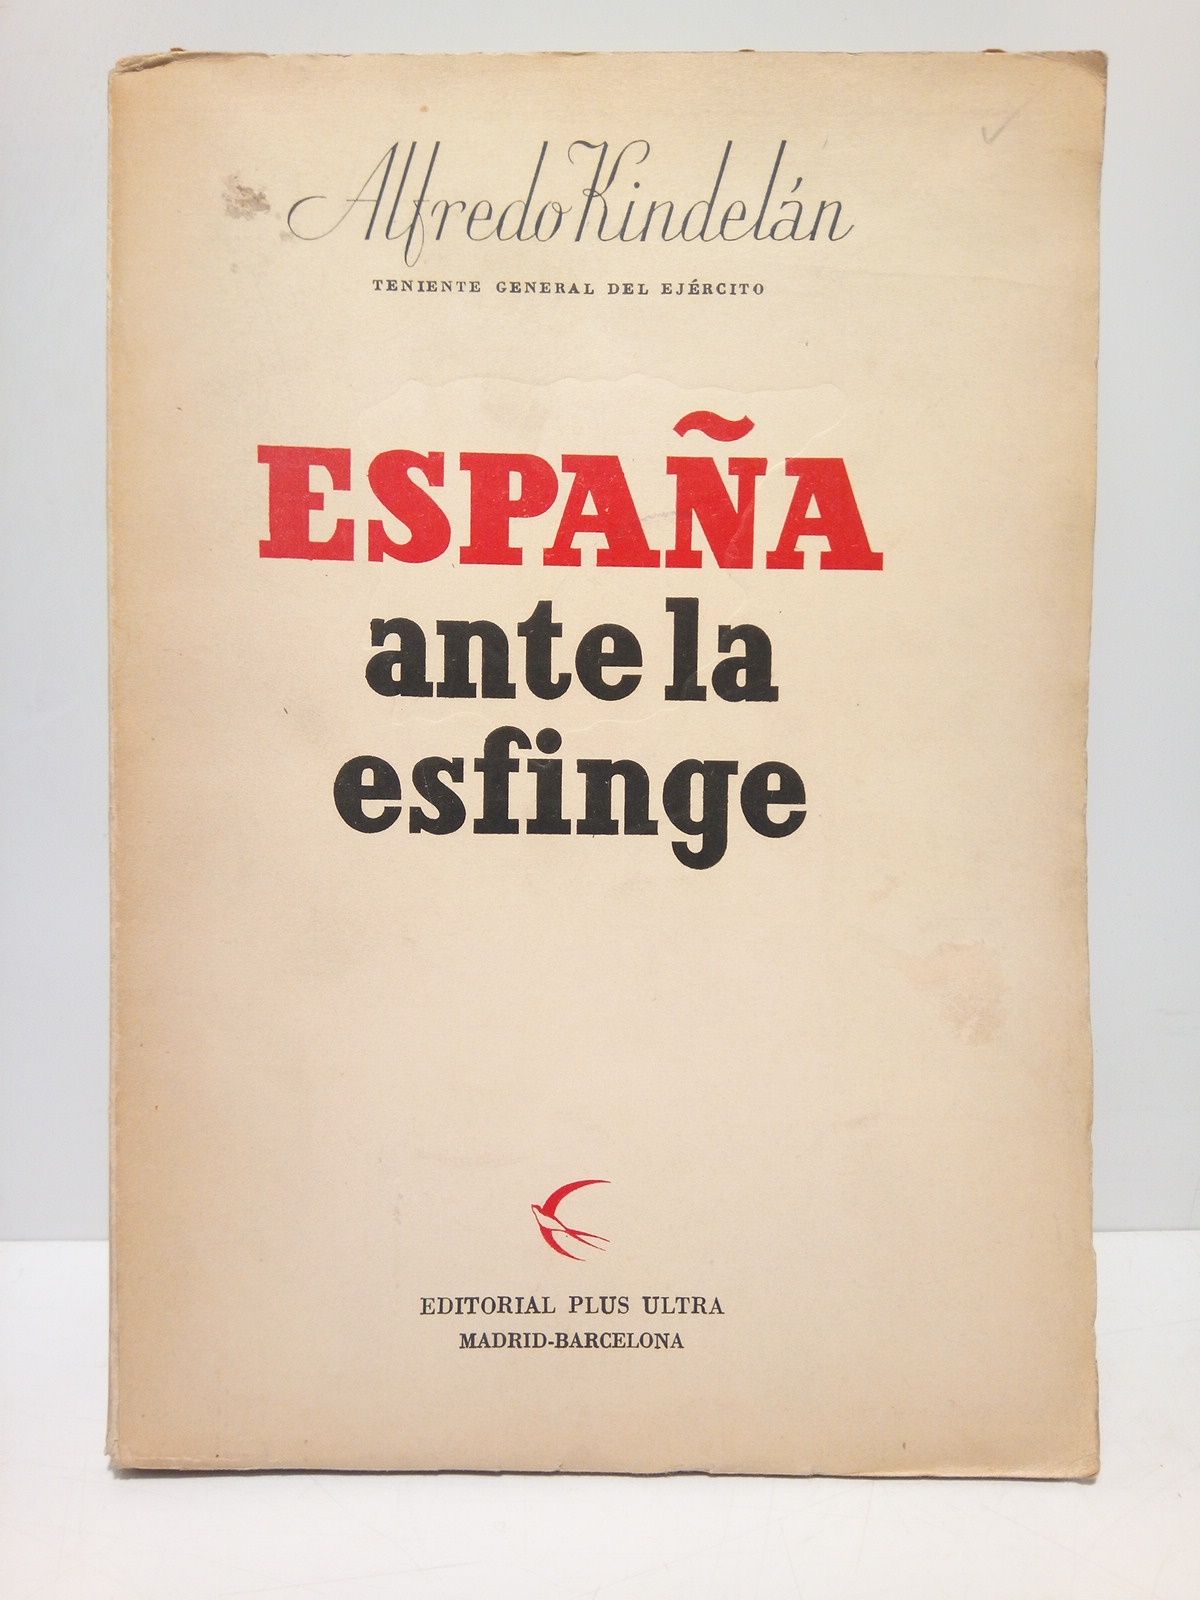 Alfredo Kindelán
TENIENTE GENERAL DEL EJÉRCITO
ESPAÑA
ante la
esfinge
EDITORIAL PLUS ULTRA
MADRID-BARCELONA